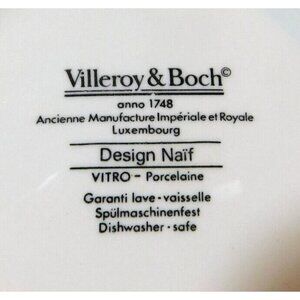 Villeroy & Boch©
anno 1748
Ancienne Manufacture Impériale et Royale
Luxembourg
Design Naïf
VITRO – Porcelaine
Garanti lave - vaisselle
Spülmaschinenfest
Dishwasher - safe